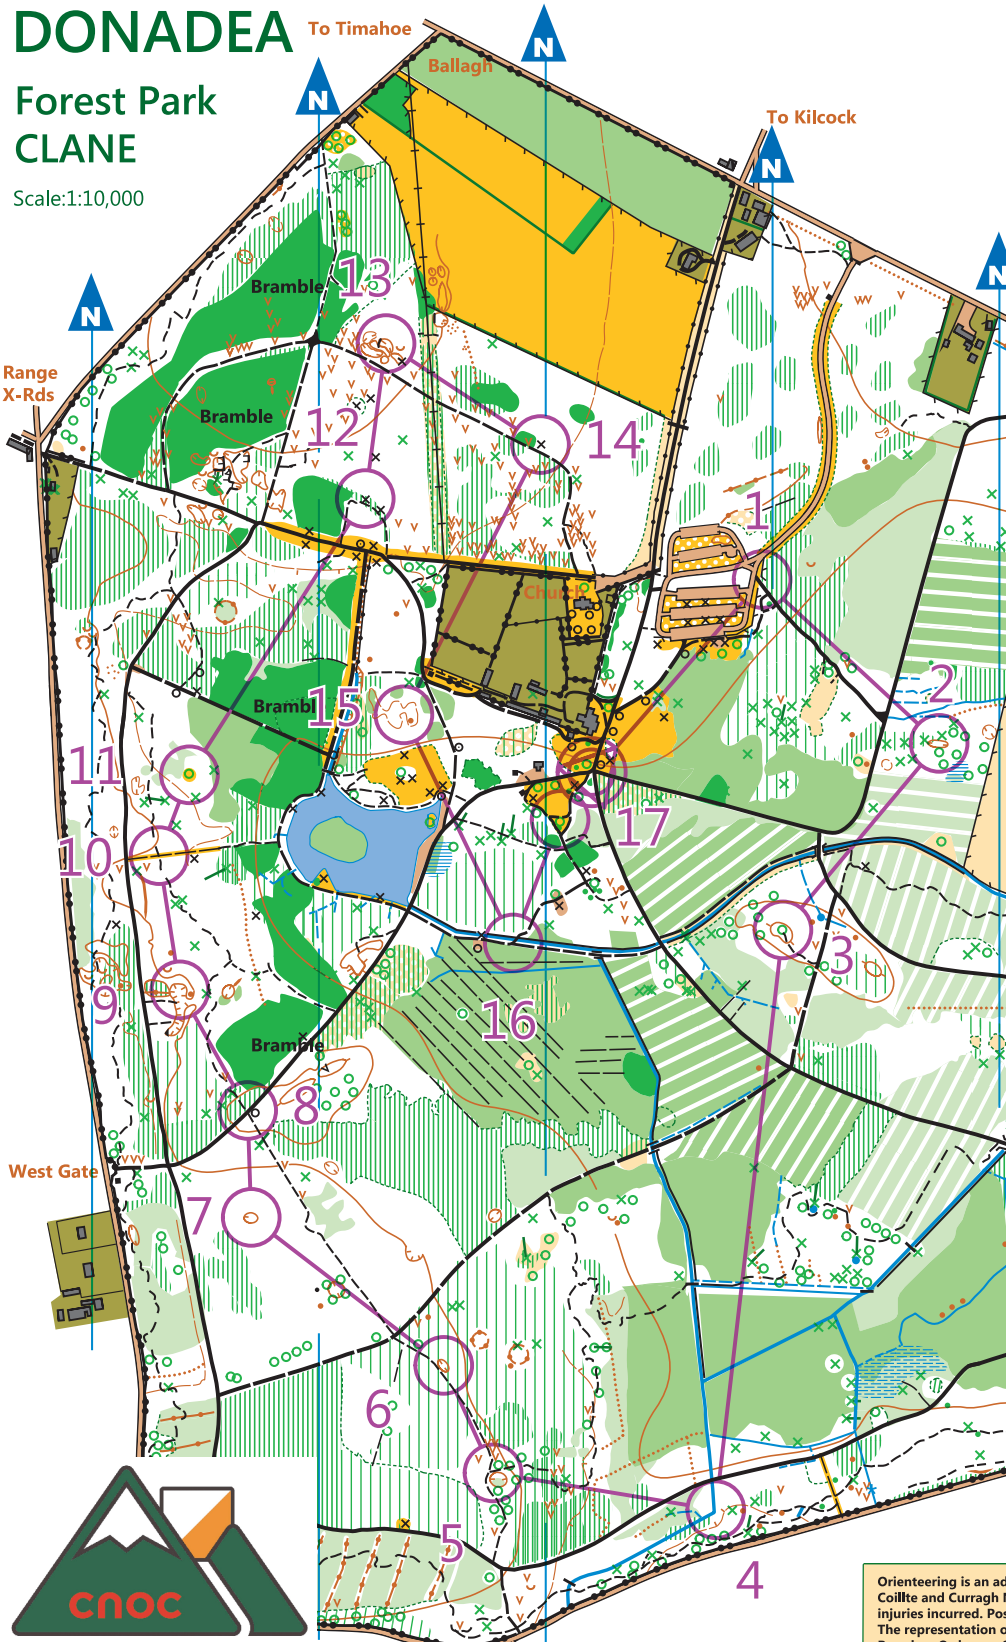 DONADEA
To Timahoe
Ballagh
N
N
Forest Park
To Kilcock
CLANE
N
Scale:1:10,000
N
13
Bramble
N
Range
X-Rds
Bramble
12
14
1
Church
2
Brambl
15
11
17
10
3
9
16
Bramble
8
West Gate
7
6
5
4
cnoc
Orienteering is an ad
Coillte and Curragh
injuries incurred. Pos
The representation o